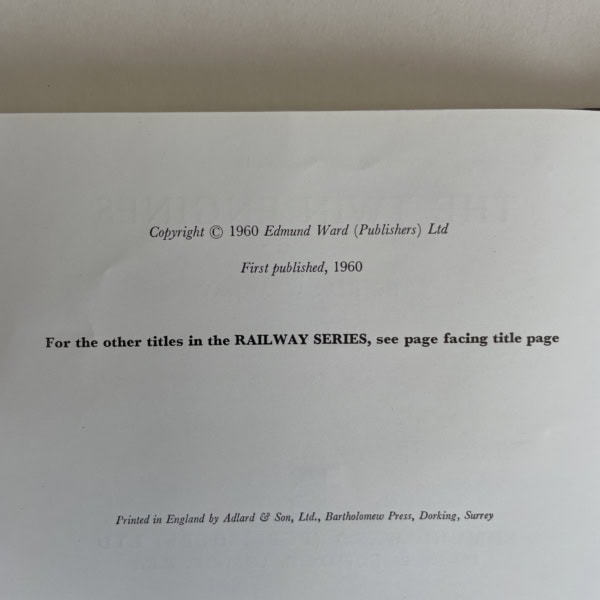 Copyright © 1960 Edmund Ward (Publishers) Ltd
First published, 1960
For the other titles in the RAILWAY SERIES, see page facing title page
Printed in England by Adlard & Son, Ltd., Bartholomew Press, Dorking, Surrey